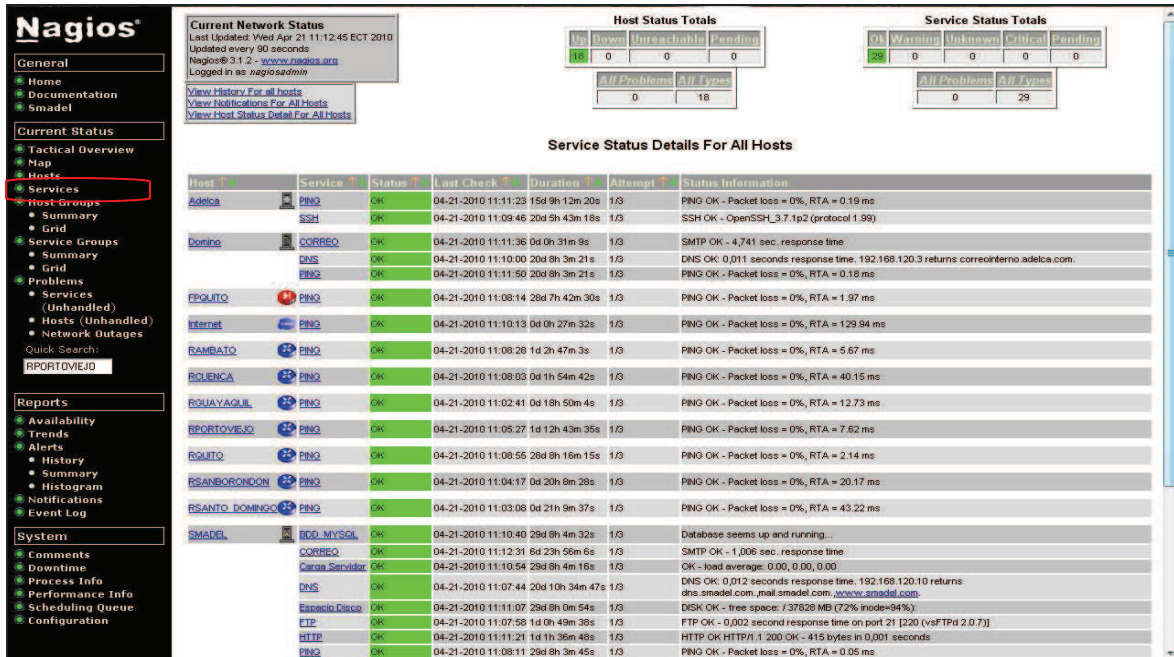 Nagios®
General
Home
Documentation
Smadel
Current Status
Tactical Overview
Map
Hosts
Services
Host Groups
Summary
Grid
Service Groups
Summary
Grid
Problems
Services
(Unhandled)
Hosts (Unhandled)
Network Outages
Quick Search:
RPORTOVIEJO
Reports
Availability
Trends
Alerts
History
Summary
Histogram
Notifications
Event Log
System
Comments
Downtime
Process Info
Performance Info
Scheduling Queue
Configuration
Current Network Status
Last Updated: Wed Apr 21 11:12:45 ECT 2010
Updated every 90 seconds
Nagios® 3.1.2 - www.nagios.org
Logged in as nagiosadmin
View History For all hosts
View Notifications For All Hosts
View Host Status Detail For All Hosts
Host Status Totals
Up Down Unreachable Pending
18 0 0 0
All Problems All Types
0 18
Service Status Totals
Ok Warning Unknown Critical Pending
29 0 0 0 0
All Problems All Types
0 29
Service Status Details For All Hosts
Host Service Status Last Check Duration Attempt Status Information
Adelca PING OK 04-21-2010 11:11:23 15d 9h 12m 20s 1/3 PING OK - Packet loss = 0%, RTA = 0.19 ms
SSH OK 04-21-2010 11:09:46 20d 5h 43m 18s 1/3 SSH OK - OpenSSH_3.7.1p2 (protocol 1.99)
Domino CORREO OK 04-21-2010 11:11:36 0d 0h 31m 9s 1/3 SMTP OK - 4,741 sec. response time
DNS OK 04-21-2010 11:10:00 20d 8h 3m 21s 1/3 DNS OK: 0,011 seconds response time. 192.168.120.3 returns correointerno.adelca.com.
PING OK 04-21-2010 11:11:50 20d 8h 3m 21s 1/3 PING OK - Packet loss = 0%, RTA = 0.18 ms
FPQUITO PING OK 04-21-2010 11:08:14 28d 7h 42m 30s 1/3 PING OK - Packet loss = 0%, RTA = 1.97 ms
Internet PING OK 04-21-2010 11:10:13 0d 0h 27m 32s 1/3 PING OK - Packet loss = 0%, RTA = 129.94 ms
RAMBATO PING OK 04-21-2010 11:08:28 1d 2h 47m 3s 1/3 PING OK - Packet loss = 0%, RTA = 5.67 ms
RCUENCA PING OK 04-21-2010 11:08:03 0d 1h 54m 42s 1/3 PING OK - Packet loss = 0%, RTA = 40.15 ms
RGUAYAQUIL PING OK 04-21-2010 11:02:41 0d 18h 50m 4s 1/3 PING OK - Packet loss = 0%, RTA = 12.73 ms
RPORTOVIEJO PING OK 04-21-2010 11:05:27 1d 12h 43m 35s 1/3 PING OK - Packet loss = 0%, RTA = 7.62 ms
RQUITO PING OK 04-21-2010 11:08:55 28d 8h 16m 15s 1/3 PING OK - Packet loss = 0%, RTA = 2.14 ms
RSANBORONDON PING OK 04-21-2010 11:04:17 0d 20h 8m 28s 1/3 PING OK - Packet loss = 0%, RTA = 20.17 ms
RSANTO DOMINGO PING OK 04-21-2010 11:03:08 0d 21h 9m 37s 1/3 PING OK - Packet loss = 0%, RTA = 43.22 ms
SMADEL BDD_MYSQL OK 04-21-2010 11:10:40 29d 8h 4m 32s 1/3 Database seems up and running...
CORREO OK 04-21-2010 11:12:31 6d 23h 56m 6s 1/3 SMTP OK - 1,006 sec. response time
Carga Servidor OK 04-21-2010 11:10:54 29d 8h 4m 16s 1/3 OK - load average: 0.00, 0.00, 0.00
DNS OK 04-21-2010 11:07:44 20d 10h 34m 47s 1/3 DNS OK: 0,012 seconds response time. 192.168.120.10 returns
dns.smadel.com.,mail.smadel.com.,www.smadel.com.
Espacio Disco OK 04-21-2010 11:11:07 29d 8h 0m 54s 1/3 DISK OK - free space: / 37828 MB (72% inode=94%):
FTP OK 04-21-2010 11:07:58 1d 0h 49m 38s 1/3 FTP OK - 0,002 second response time on port 21 [220 (vsFTPd 2.0.7)]
HTTP OK 04-21-2010 11:11:21 1d 1h 36m 48s 1/3 HTTP OK HTTP/1.1 200 OK - 415 bytes in 0,001 seconds
PING OK 04-21-2010 11:08:11 29d 8h 3m 45s 1/3 PING OK - Packet loss = 0%, RTA = 0.05 ms